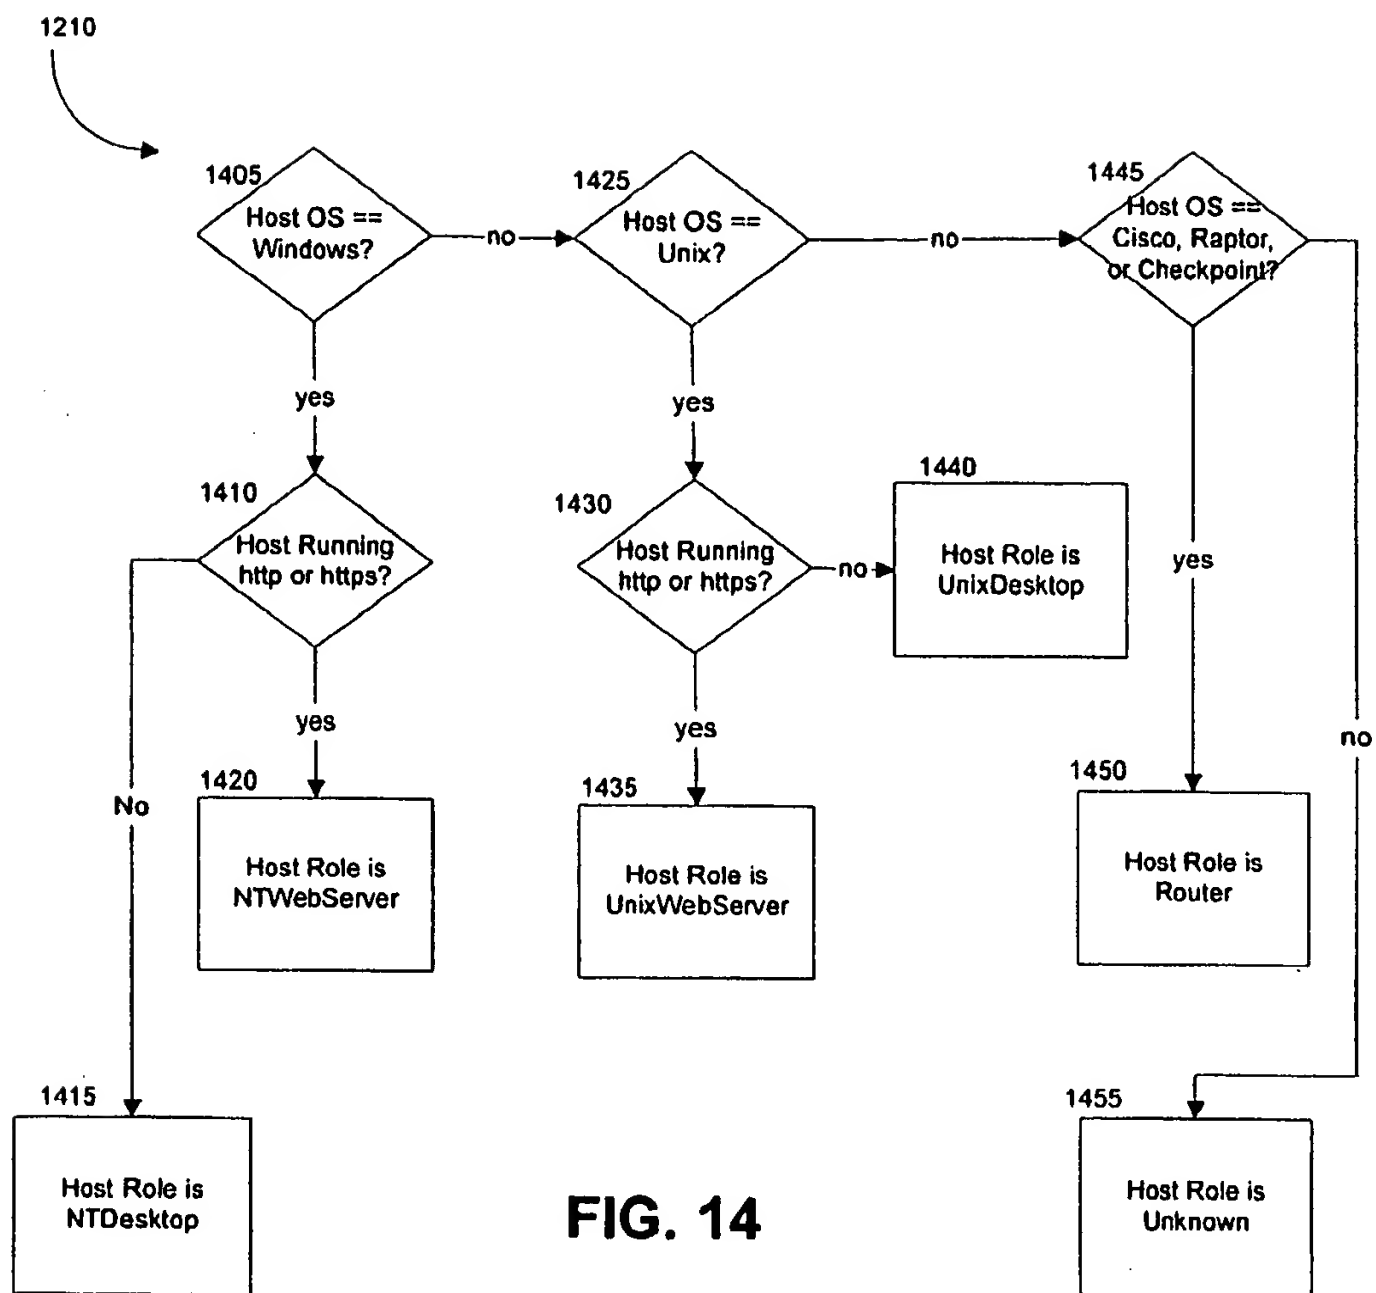 1210
1405
Host OS ==
Windows?
no
1425
Host OS ==
Unix?
no
1445
Host OS ==
Cisco, Raptor,
or Checkpoint?
yes
yes
1410
Host Running
http or https?
1430
Host Running
http or https?
no
1440
Host Role is
UnixDesktop
yes
yes
yes
no
No
1420
Host Role is
NTWebServer
1435
Host Role is
UnixWebServer
1450
Host Role is
Router
1415
Host Role is
NTDesktop
1455
Host Role is
Unknown
FIG. 14